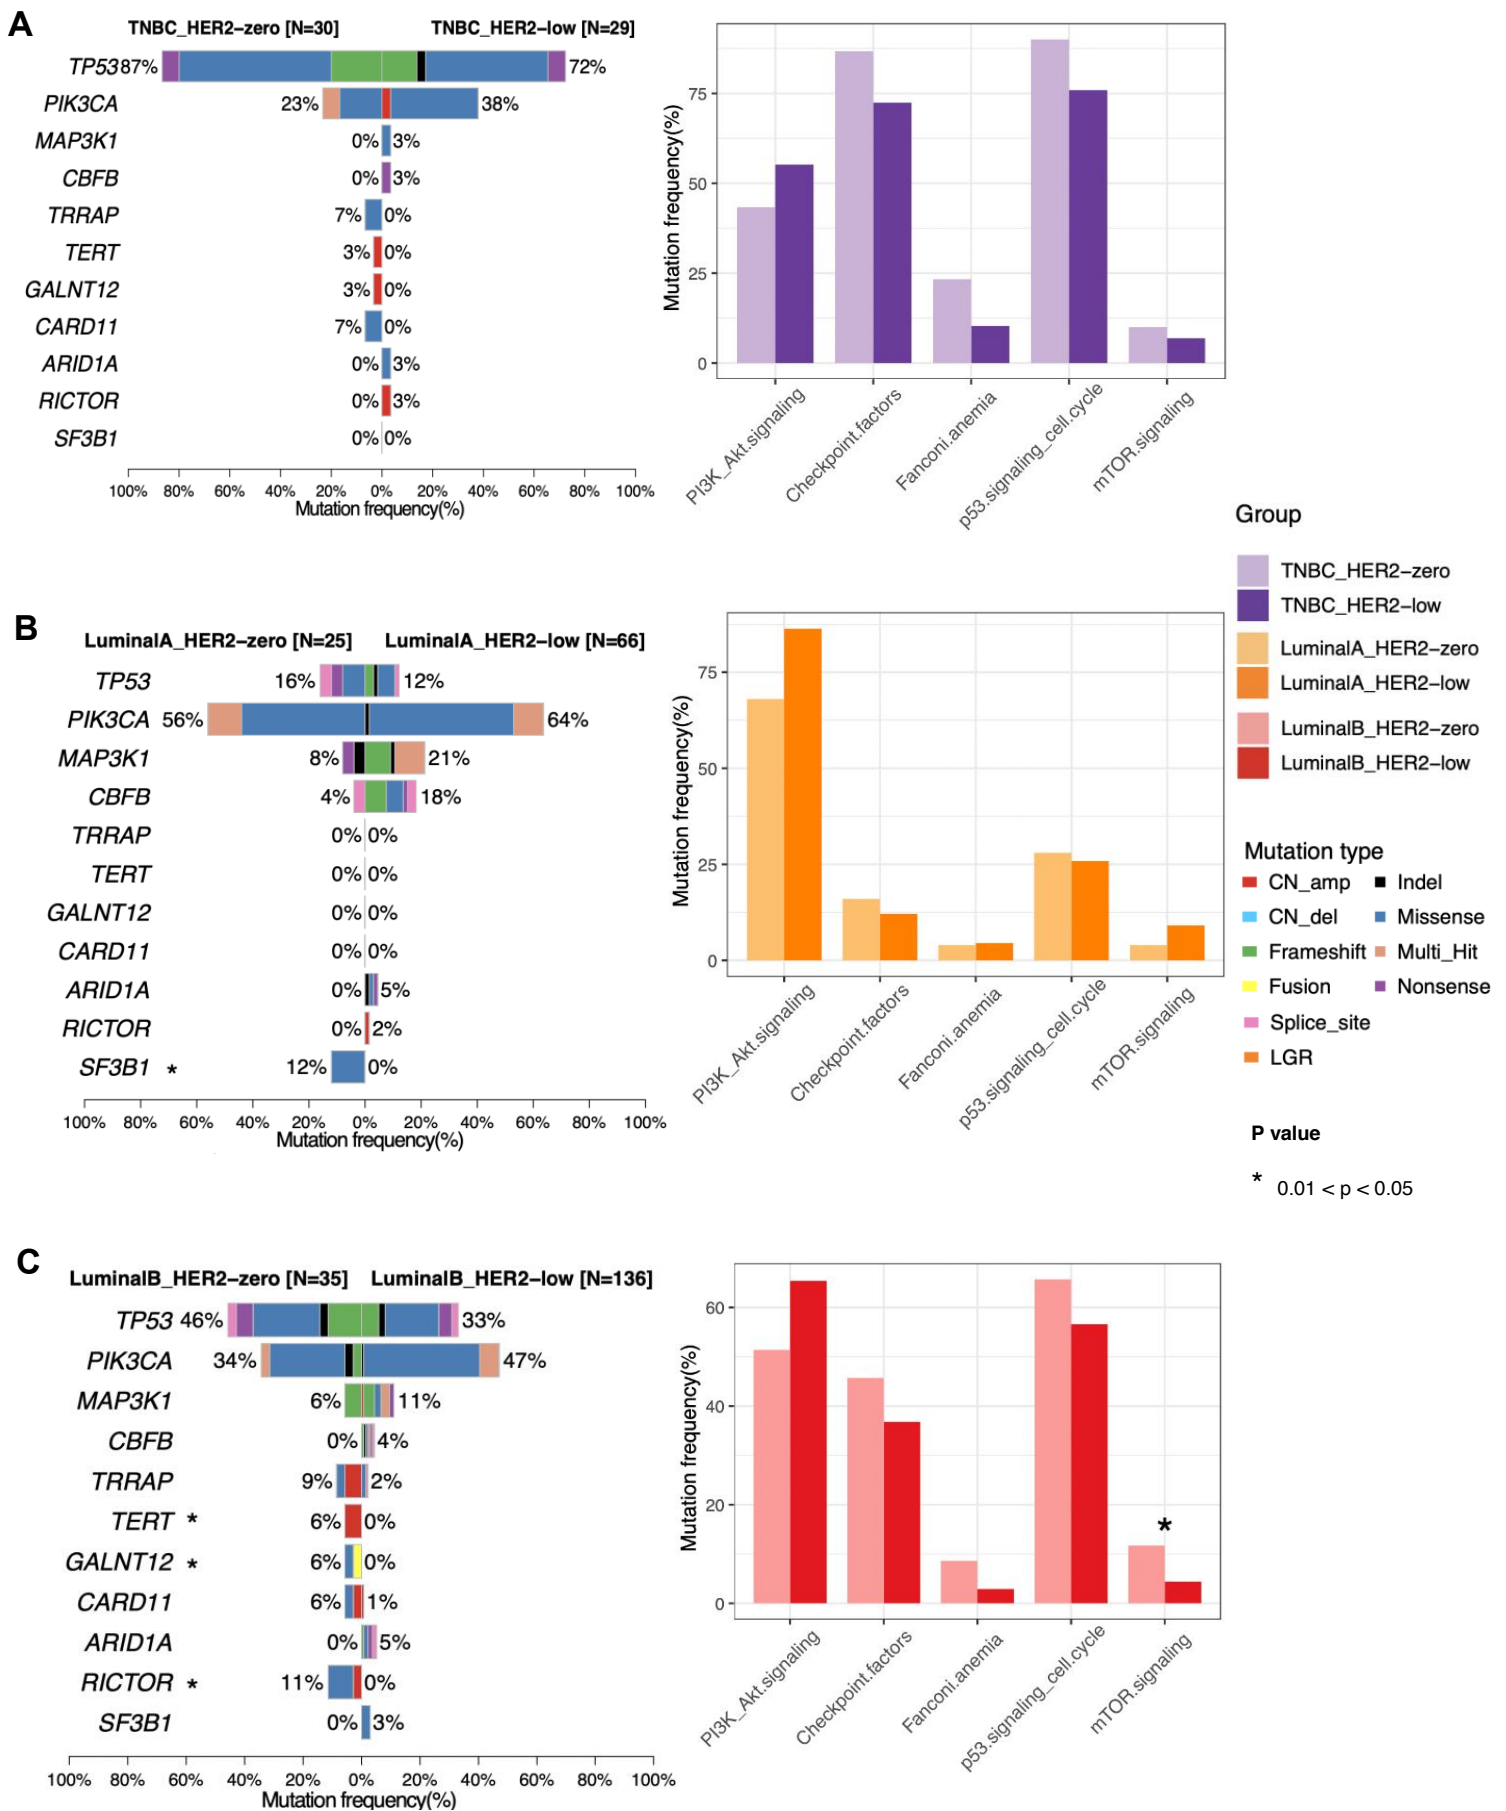 A
TNBC_HER2−zero [N=30] TNBC_HER2−low [N=29]
TP53 87% 72%
PIK3CA 23% 38%
MAP3K1 0% 3%
CBFB 0% 3%
TRRAP 7% 0%
TERT 3% 0%
GALNT12 3% 0%
CARD11 7% 0%
ARID1A 0% 3%
RICTOR 0% 3%
SF3B1 0% 0%
100% 80% 60% 40% 20% 0% 20% 40% 60% 80% 100%
Mutation frequency(%)
Mutation frequency(%)
75
50
25
0
PI3K_Akt.signaling
Checkpoint.factors
Fanconi.anemia
p53.signaling_cell.cycle
mTOR.signaling
Group
TNBC_HER2−zero
TNBC_HER2−low
LuminalA_HER2−zero
LuminalA_HER2−low
LuminalB_HER2−zero
LuminalB_HER2−low
Mutation type
CN_amp Indel
CN_del Missense
Frameshift Multi_Hit
Fusion Nonsense
Splice_site
LGR
P value
* 0.01 < p < 0.05
B
LuminalA_HER2−zero [N=25] LuminalA_HER2−low [N=66]
TP53 16% 12%
PIK3CA 56% 64%
MAP3K1 8% 21%
CBFB 4% 18%
TRRAP 0% 0%
TERT 0% 0%
GALNT12 0% 0%
CARD11 0% 0%
ARID1A 0% 5%
RICTOR 0% 2%
SF3B1 * 12% 0%
100% 80% 60% 40% 20% 0% 20% 40% 60% 80% 100%
Mutation frequency(%)
Mutation frequency(%)
75
50
25
0
PI3K_Akt.signaling
Checkpoint.factors
Fanconi.anemia
p53.signaling_cell.cycle
mTOR.signaling
C
LuminalB_HER2−zero [N=35] LuminalB_HER2−low [N=136]
TP53 46% 33%
PIK3CA 34% 47%
MAP3K1 6% 11%
CBFB 0% 4%
TRRAP 9% 2%
TERT * 6% 0%
GALNT12 * 6% 0%
CARD11 6% 1%
ARID1A 0% 5%
RICTOR * 11% 0%
SF3B1 0% 3%
100% 80% 60% 40% 20% 0% 20% 40% 60% 80% 100%
Mutation frequency(%)
Mutation frequency(%)
60
40
20
0
*
PI3K_Akt.signaling
Checkpoint.factors
Fanconi.anemia
p53.signaling_cell.cycle
mTOR.signaling